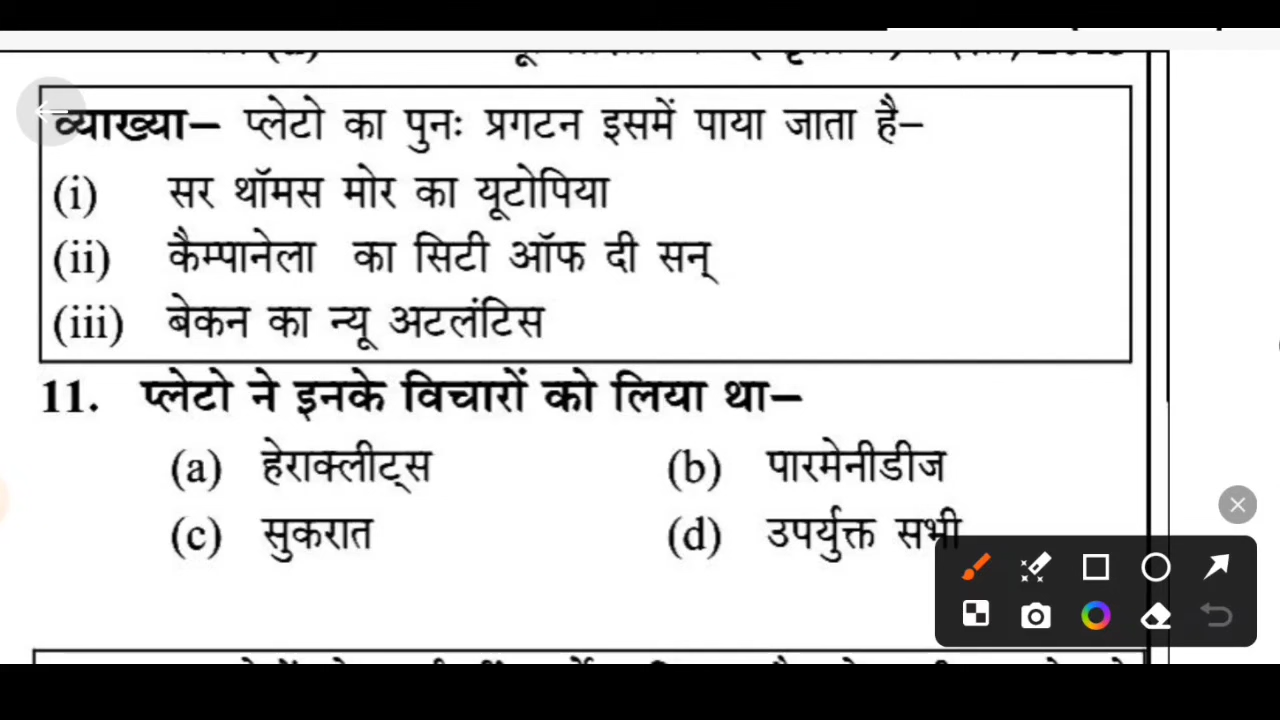 व्याख्या– प्लेटो का पुनः प्रगटन इसमें पाया जाता है–
(i) सर थॉमस मोर का यूटोपिया
(ii) कैम्पानेला का सिटी ऑफ दी सन्
(iii) बेकन का न्यू अटलंटिस
11. प्लेटो ने इनके विचारों को लिया था–
(a) हेराक्लीट्स (b) पारमेनीडीज
(c) सुकरात (d) उपर्युक्त सभी